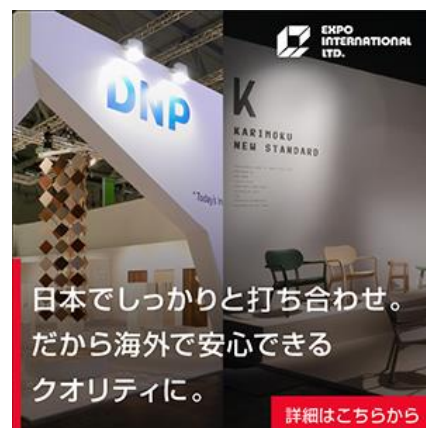 EXPO
INTERNATIONAL
LTD.
DNP
K
KARIMOKU
NEW STANDARD
"Today's In
日本でしっかりと打ち合わせ。
だから海外で安心できる
クオリティに。
詳細はこちらから